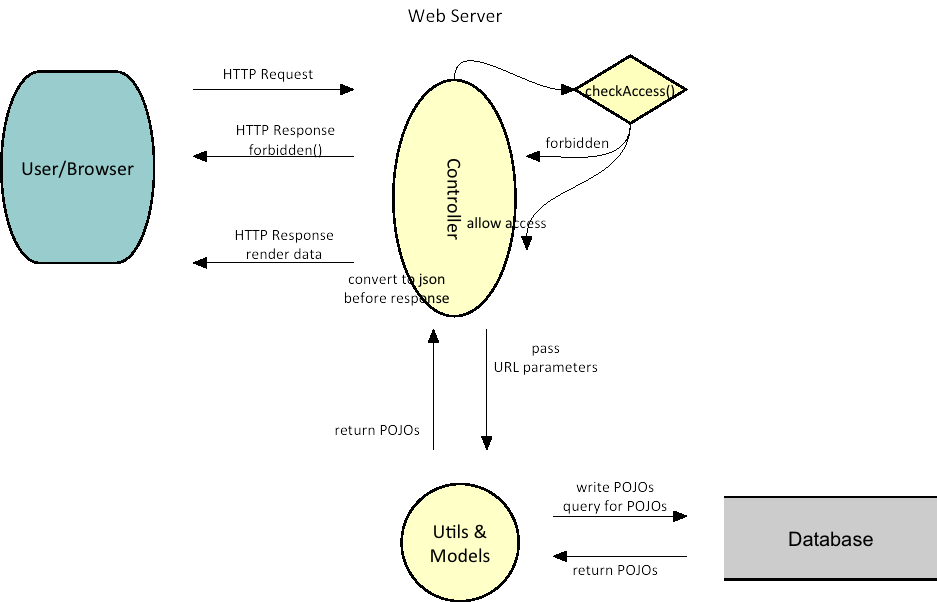 Web Server
HTTP Request
checkAccess()
HTTP Response
forbidden()
forbidden
User/Browser
Controller
allow access
HTTP Response
render data
convert to json
before response
pass
URL parameters
return POJOs
write POJOs
query for POJOs
Utils &
Models
Database
return POJOs